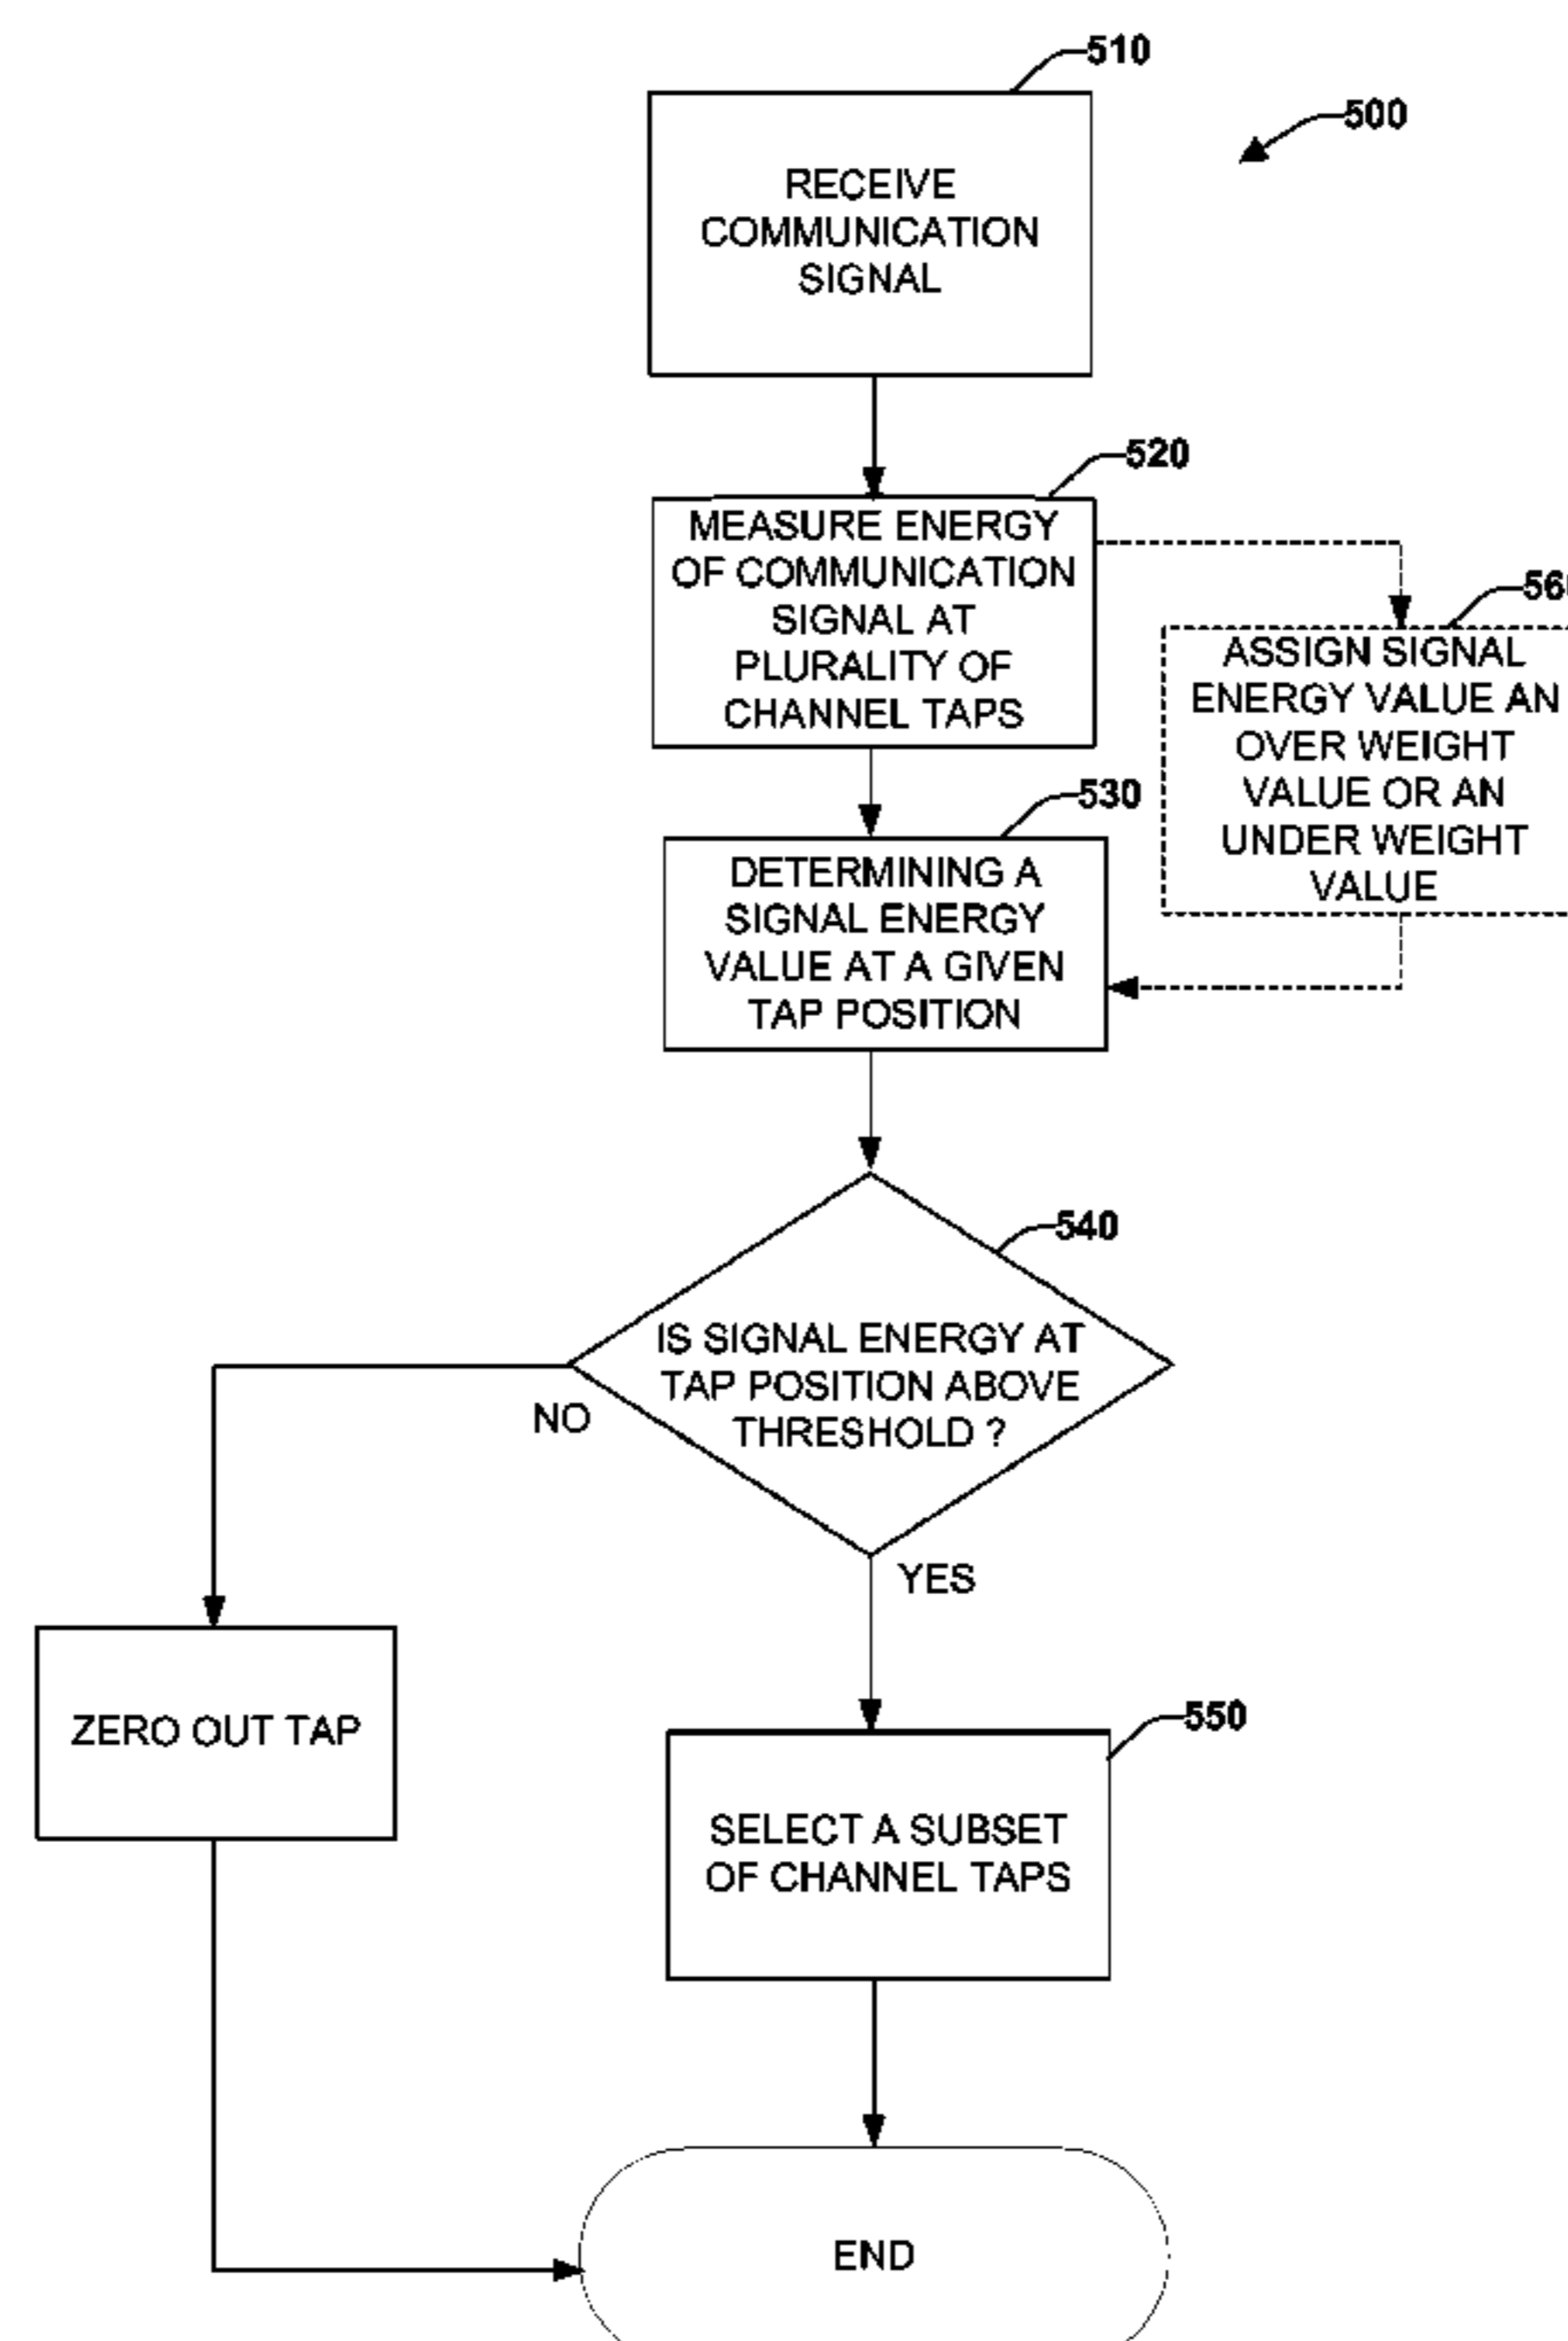 510
500
RECEIVE
COMMUNICATION
SIGNAL
520
MEASURE ENERGY
OF COMMUNICATION
SIGNAL AT
PLURALITY OF
CHANNEL TAPS
ASSIGN SIGNAL
ENERGY VALUE AN
OVER WEIGHT
VALUE OR AN
UNDER WEIGHT
VALUE
530
DETERMINING A
SIGNAL ENERGY
VALUE AT A GIVEN
TAP POSITION
540
IS SIGNAL ENERGY AT
TAP POSITION ABOVE
THRESHOLD ?
NO
YES
ZERO OUT TAP
550
SELECT A SUBSET
OF CHANNEL TAPS
END